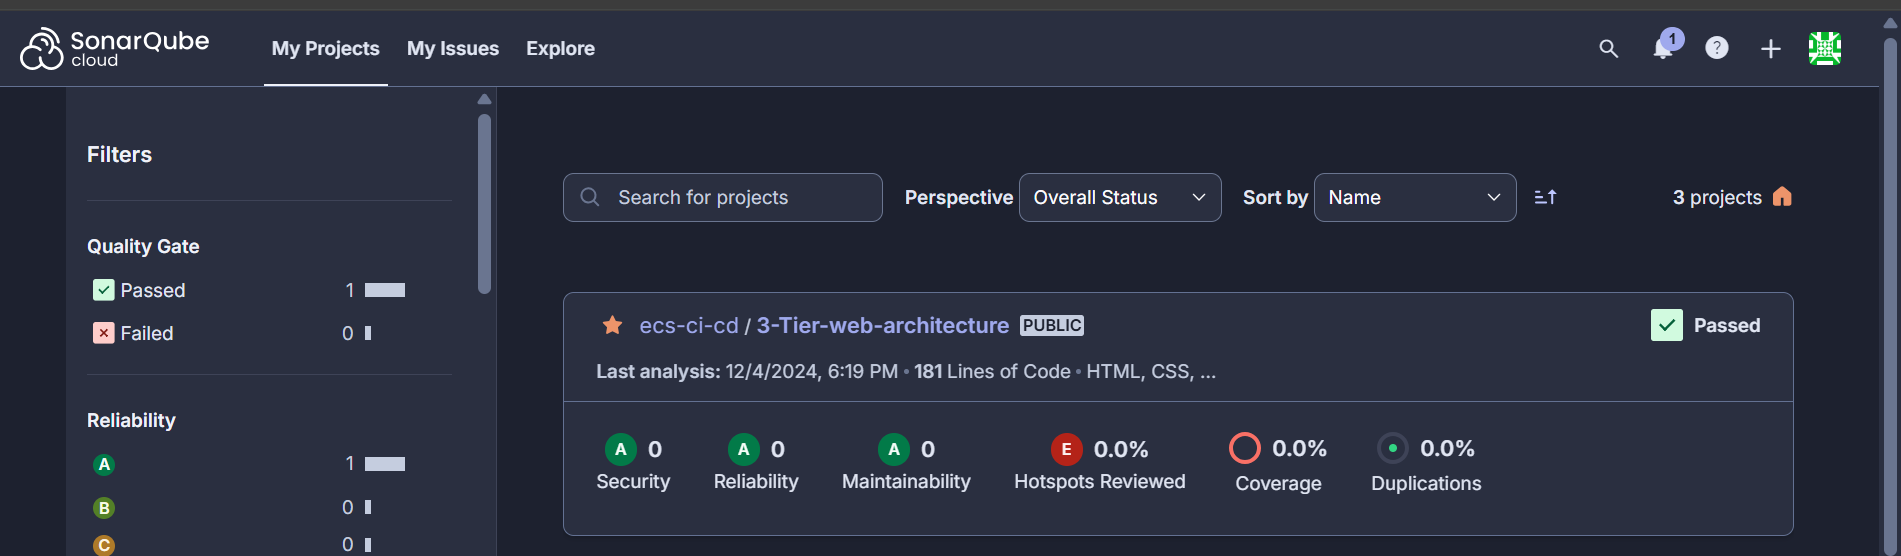 SonarQube
cloud
My Projects My Issues Explore
1
?
Filters
Quality Gate
Passed 1
Failed 0
Reliability
A 1
B 0
C 0
Search for projects
Perspective Overall Status Sort by Name 3 projects
ecs-ci-cd / 3-Tier-web-architecture PUBLIC Passed
Last analysis: 12/4/2024, 6:19 PM • 181 Lines of Code • HTML, CSS, ...
A 0 A 0 A 0 E 0.0% 0.0% 0.0%
Security Reliability Maintainability Hotspots Reviewed Coverage Duplications